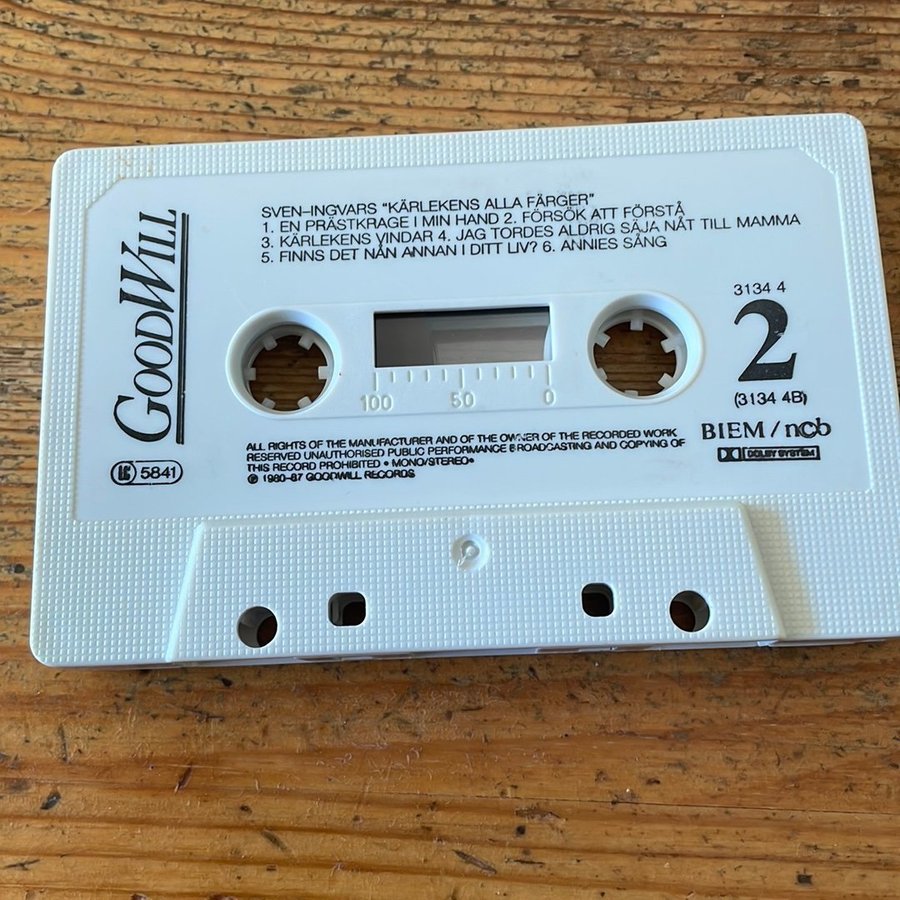 SVEN-INGVARS "KÄRLEKENS ALLA FÄRGER"
1. EN PRÄSTKRAGE I MIN HAND 2. FÖRSÖK ATT FÖRSTÅ
3. KÄRLEKENS VINDAR 4. JAG TORDES ALDRIG SÄJA NÅT TILL MAMMA
5. FINNS DET NÅN ANNAN I DITT LIV? 6. ANNIES SÅNG
GOODWILL
LC 5841
3134 4
2
(3134 4B)
100 50 0
BIEM / ncb
DOLBY SYSTEM
ALL RIGHTS OF THE MANUFACTURER AND OF THE OWNER OF THE RECORDED WORK
RESERVED UNAUTHORISED PUBLIC PERFORMANCE BROADCASTING AND COPYING OF
THIS RECORD PROHIBITED • MONO/STEREO•
℗ 1980-87 GOODWILL RECORDS